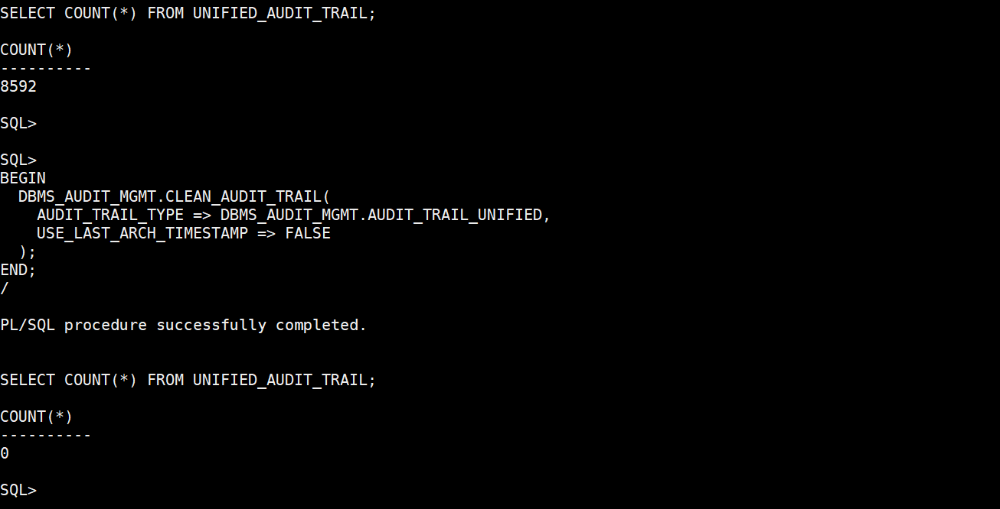 SELECT COUNT(*) FROM UNIFIED_AUDIT_TRAIL;
COUNT(*)
----------
8592
SQL>
SQL>
BEGIN
  DBMS_AUDIT_MGMT.CLEAN_AUDIT_TRAIL(
    AUDIT_TRAIL_TYPE => DBMS_AUDIT_MGMT.AUDIT_TRAIL_UNIFIED,
    USE_LAST_ARCH_TIMESTAMP => FALSE
  );
END;
/
PL/SQL procedure successfully completed.
SELECT COUNT(*) FROM UNIFIED_AUDIT_TRAIL;
COUNT(*)
----------
0
SQL>